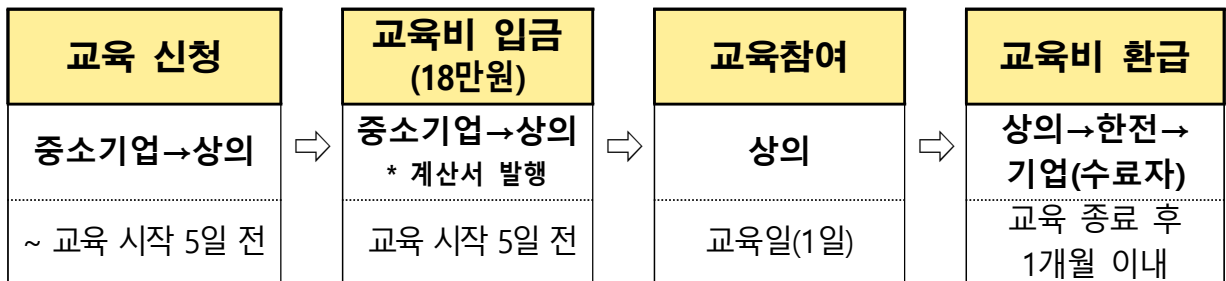 교육 신청
중소기업→상의
~ 교육 시작 5일 전
⇨
교육비 입금
(18만원)
중소기업→상의
* 계산서 발행
교육 시작 5일 전
⇨
교육참여
상의
교육일(1일)
⇨
교육비 환급
상의→한전→
기업(수료자)
교육 종료 후
1개월 이내